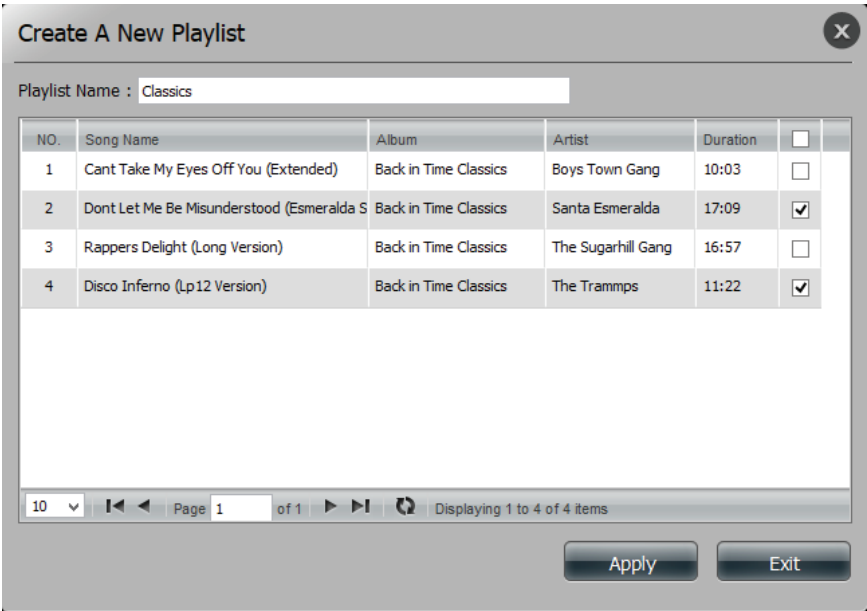 Create A New Playlist
Playlist Name : Classics
NO. Song Name Album Artist Duration
1 Cant Take My Eyes Off You (Extended) Back in Time Classics Boys Town Gang 10:03
2 Dont Let Me Be Misunderstood (Esmeralda S Back in Time Classics Santa Esmeralda 17:09
3 Rappers Delight (Long Version) Back in Time Classics The Sugarhill Gang 16:57
4 Disco Inferno (Lp12 Version) Back in Time Classics The Trammps 11:22
10 Page 1 of 1 Displaying 1 to 4 of 4 items
Apply Exit